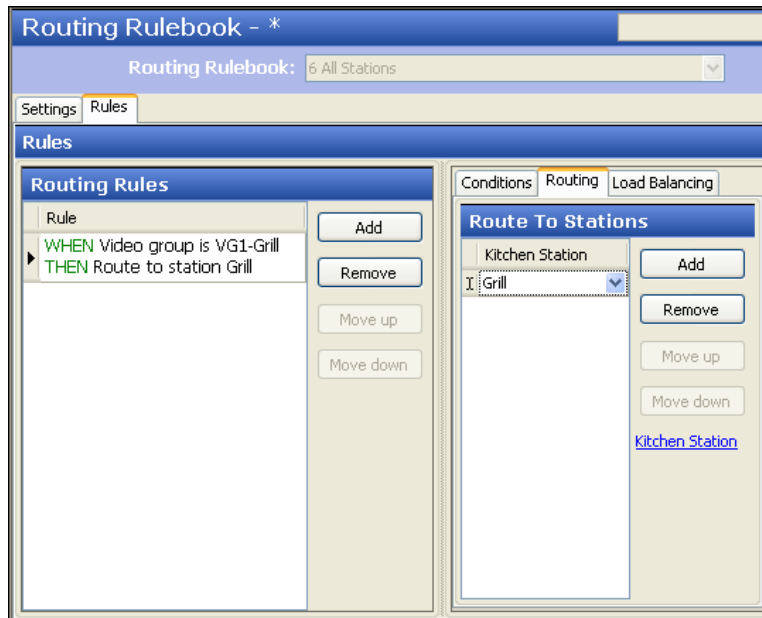 Routing Rulebook - *
Routing Rulebook: 6 All Stations
Settings Rules
Rules
Routing Rules
Rule
WHEN Video group is VG1-Grill
THEN Route to station Grill
Add
Remove
Move up
Move down
Conditions Routing Load Balancing
Route To Stations
Kitchen Station
Grill
Add
Remove
Move up
Move down
Kitchen Station